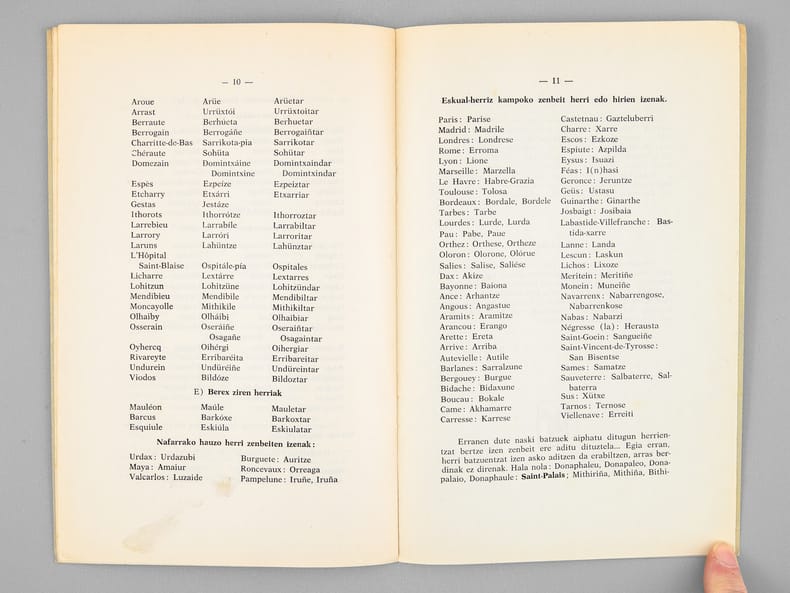 — 10 —
Aroue Arüe Arüetar
Arrast Urrüxtói Urrüxtoitar
Berraute Berhúeta Berhuetar
Berrogain Berrogáñe Berrogaiñtar
Charritte-de-Bas Sarrikota-pia Sarrikotar
Chéraute Sohüta Sohütar
Domezain Domintxáine Domintxaindar
Domintxine Domintxindar
Espès Ezpeíze Ezpeiztar
Etcharry Etxárri Etxarriar
Gestas Jestáze
Ithorots Ithorrótze Ithorroztar
Larrebieu Larrabíle Larrabiltar
Larrory Larróri Larroritar
Laruns Lahüntze Lahünztar
L'Hôpital
Saint-Blaise Ospitále-pía Ospitales
Licharre Lextárre Lextarres
Lohitzun Lohitzüne Lohitzündar
Mendibieu Mendibíle Mendibiltar
Moncayolle Mithikíle Mithikiltar
Olhaiby Olháibi Olhaibiar
Osserain Oseráiñe Oseraiñtar
Osagañe Osagaintar
Oyhercq Oihérgi Oihergiar
Rivareyte Erribaréita Erribareitar
Undurein Undüréiñe Undüreintar
Viodos Bildóze Bildoztar
E) Berex ziren herriak
Mauléon Maúle Mauletar
Barcus Barkóxe Barkoxtar
Esquiule Eskiúla Eskiulatar
Nafarrako hauzo herri zenbeiten izenak :
Urdax : Urdazubi Burguete : Auritze
Maya : Amaiur Roncevaux : Orreaga
Valcarlos : Luzaide Pampelune : Iruñe, Iruña
— 11 —
Eskual-herriz kampoko zenbeit herri edo hirien izenak.
Paris : Parise
Madrid : Madrile
Londres : Londrese
Rome : Erroma
Lyon : Lione
Marseille : Marzella
Le Havre : Habre-Grazia
Toulouse : Tolosa
Bordeaux : Bordale, Bordele
Tarbes : Tarbe
Lourdes : Lurde, Lurda
Pau : Pabe, Paue
Orthez : Orthese, Ortheze
Oloron : Olorone, Olórue
Salies : Salise, Saliése
Dax : Akize
Bayonne : Baiona
Ance : Arhantze
Angous : Angastue
Aramits : Aramitze
Arancou : Erango
Arette : Ereta
Arrive : Arriba
Autevielle : Autile
Barlanes : Sarralzune
Bergouey : Burgue
Bidache : Bidaxune
Boucau : Bokale
Came : Akhamarre
Carresse : Karrese
Castetnau : Gazteluberri
Charre : Xarre
Escos : Ezkoze
Espiute : Azpilda
Eysus : Isuazi
Féas : I(n)hasi
Geronce : Jeruntze
Geüs : Ustasu
Guinarthe : Ginarthe
Josbaigt : Josibaia
Labastide-Villefranche : Bas-
tida-xarre
Lanne : Landa
Lescun : Laskun
Lichos : Lixoze
Meritein : Meritiñe
Monein : Muneiñe
Navarrenx : Nabarrengose,
Nabarrenkose
Nabas : Nabarzi
Négresse (la) : Herausta
Saint-Goein : Sangueiñe
Saint-Vincent-de-Tyrosse :
San Bisentse
Sames : Samatze
Sauveterre : Salbaterre, Sal-
baterra
Sus : Xütxe
Tarnos : Ternose
Viellenave : Erreiti
Erranen dute naski batzuek aiphatu ditugun herrien-
tzat bertze izen zenbeit ere aditu dituztela... Egia erran,
herri batzuentzat izen asko aditzen da erabiltzen, arras ber-
dinak ez direnak. Hala nola : Donaphaleu, Donapaleo, Dona-
palaio, Donaphaule : Saint-Palais ; Mithiriña, Mithiña, Bithi-